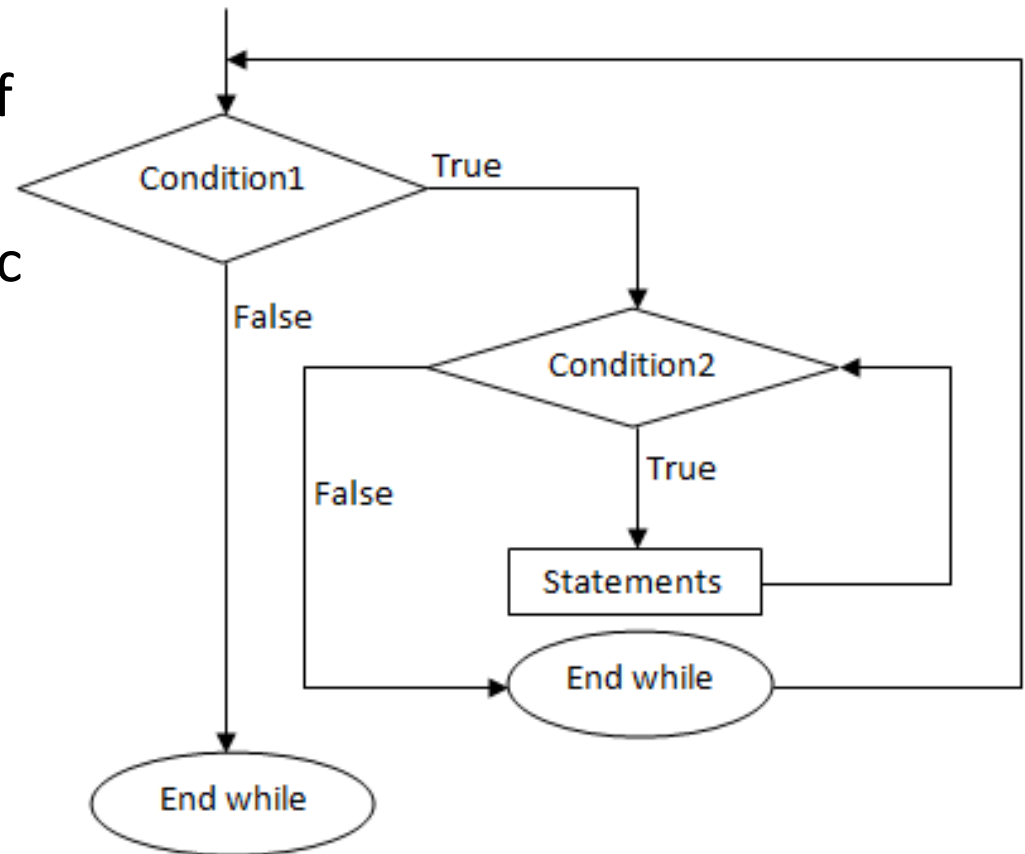 f
True
Condition1
c
False
Condition2
True
False
Statements
End while
End while